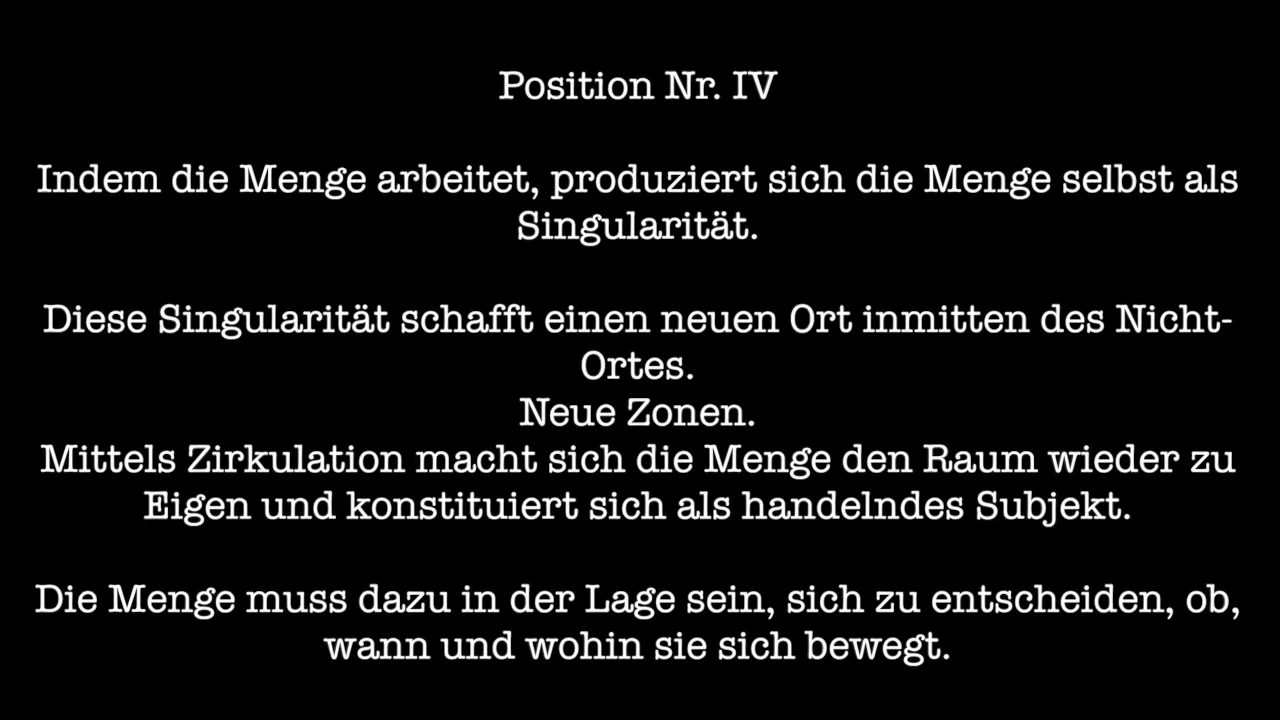 Position Nr. IV
Indem die Menge arbeitet, produziert sich die Menge selbst als
Singularität.
Diese Singularität schafft einen neuen Ort inmitten des Nicht-
Ortes.
Neue Zonen.
Mittels Zirkulation macht sich die Menge den Raum wieder zu
Eigen und konstituiert sich als handelndes Subjekt.
Die Menge muss dazu in der Lage sein, sich zu entscheiden, ob,
wann und wohin sie sich bewegt.